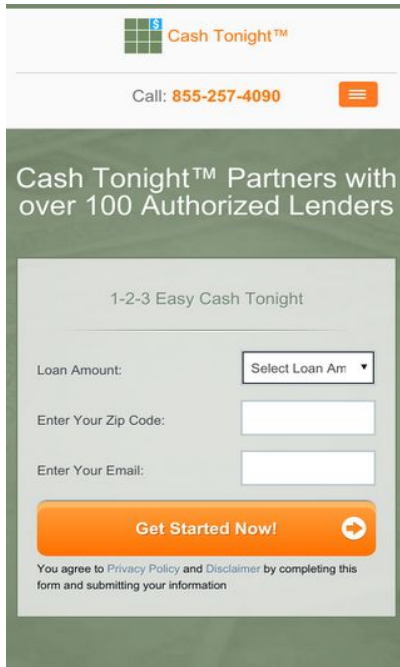 $
Cash Tonight™
Call: 855-257-4090
Cash Tonight™ Partners with
over 100 Authorized Lenders
1-2-3 Easy Cash Tonight
Loan Amount:
Select Loan Am
Enter Your Zip Code:
Enter Your Email:
Get Started Now!
You agree to Privacy Policy and Disclaimer by completing this
form and submitting your information